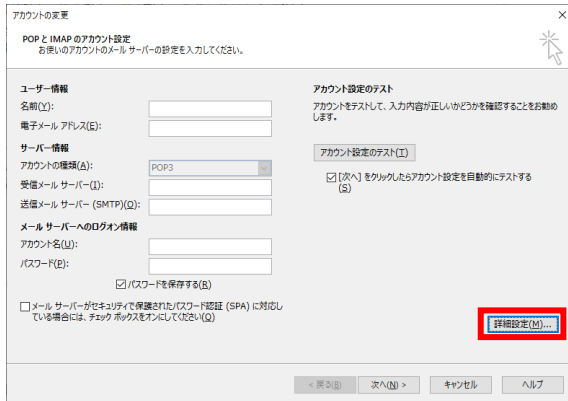 アカウントの変更
POP と IMAP のアカウント設定
お使いのアカウントのメール サーバーの設定を入力してください。
ユーザー情報
名前(Y):
電子メール アドレス(E):
サーバー情報
アカウントの種類(A):
POP3
受信メール サーバー(I):
送信メール サーバー (SMTP)(O):
メール サーバーへのログオン情報
アカウント名(U):
パスワード(P):
パスワードを保存する(R)
メール サーバーがセキュリティで保護されたパスワード認証 (SPA) に対応し
ている場合には、チェック ボックスをオンにしてください(Q)
アカウント設定のテスト
アカウントをテストして、入力内容が正しいかどうかを確認することをお勧め
します。
アカウント設定のテスト(T)
[次へ] をクリックしたらアカウント設定を自動的にテストする
(S)
詳細設定(M)...
< 戻る(B)
次へ(N) >
キャンセル
ヘルプ